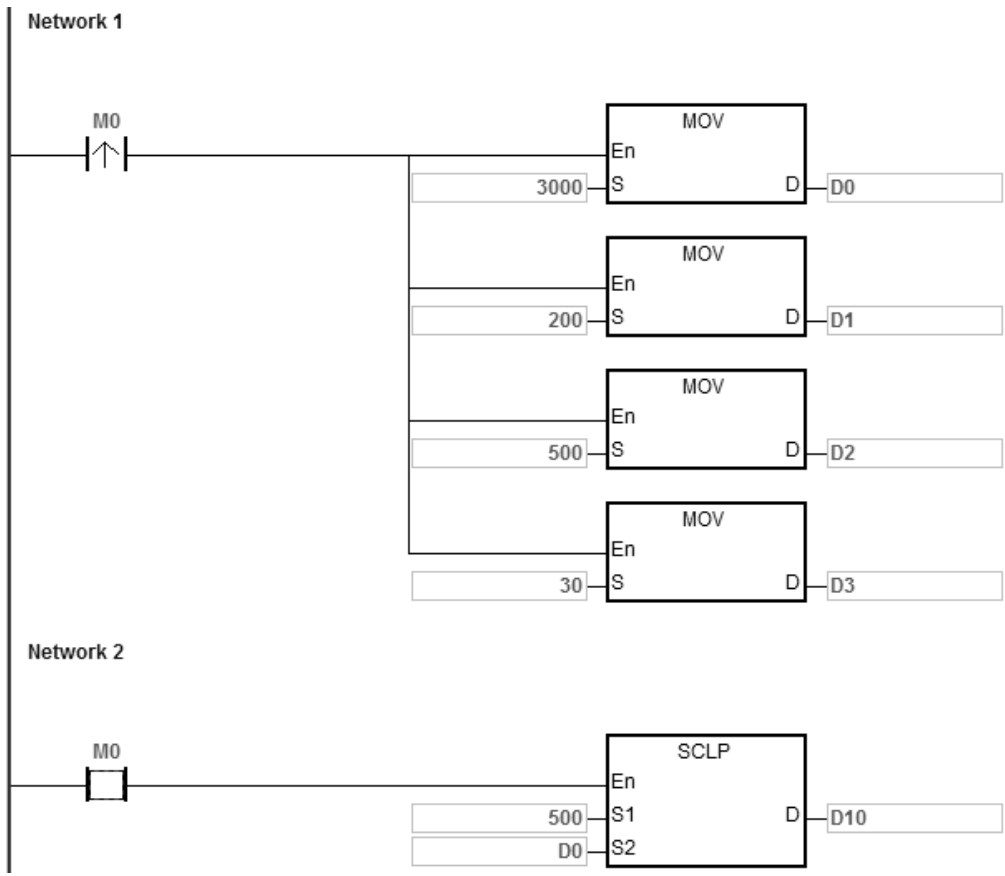 Network 1
M0
MOV
En
3000 S D D0
MOV
En
200 S D D1
MOV
En
500 S D D2
MOV
En
30 S D D3
Network 2
M0
SCLP
En
500 S1 D D10
D0 S2